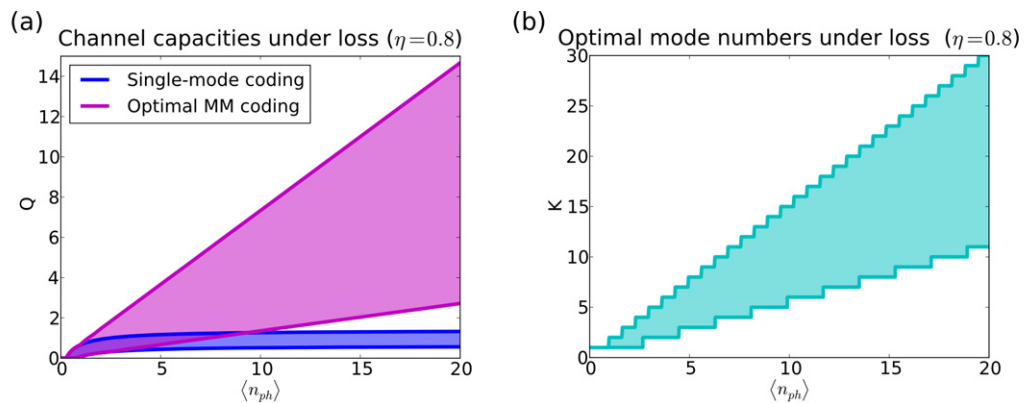 (a)
Channel capacities under loss (η=0.8)
14
12
10
8
6
4
2
0
Q
Single-mode coding
Optimal MM coding
0 5 10 15 20
⟨n_ph⟩
(b)
Optimal mode numbers under loss (η=0.8)
30
25
20
15
10
5
0
K
0 5 10 15 20
⟨n_ph⟩